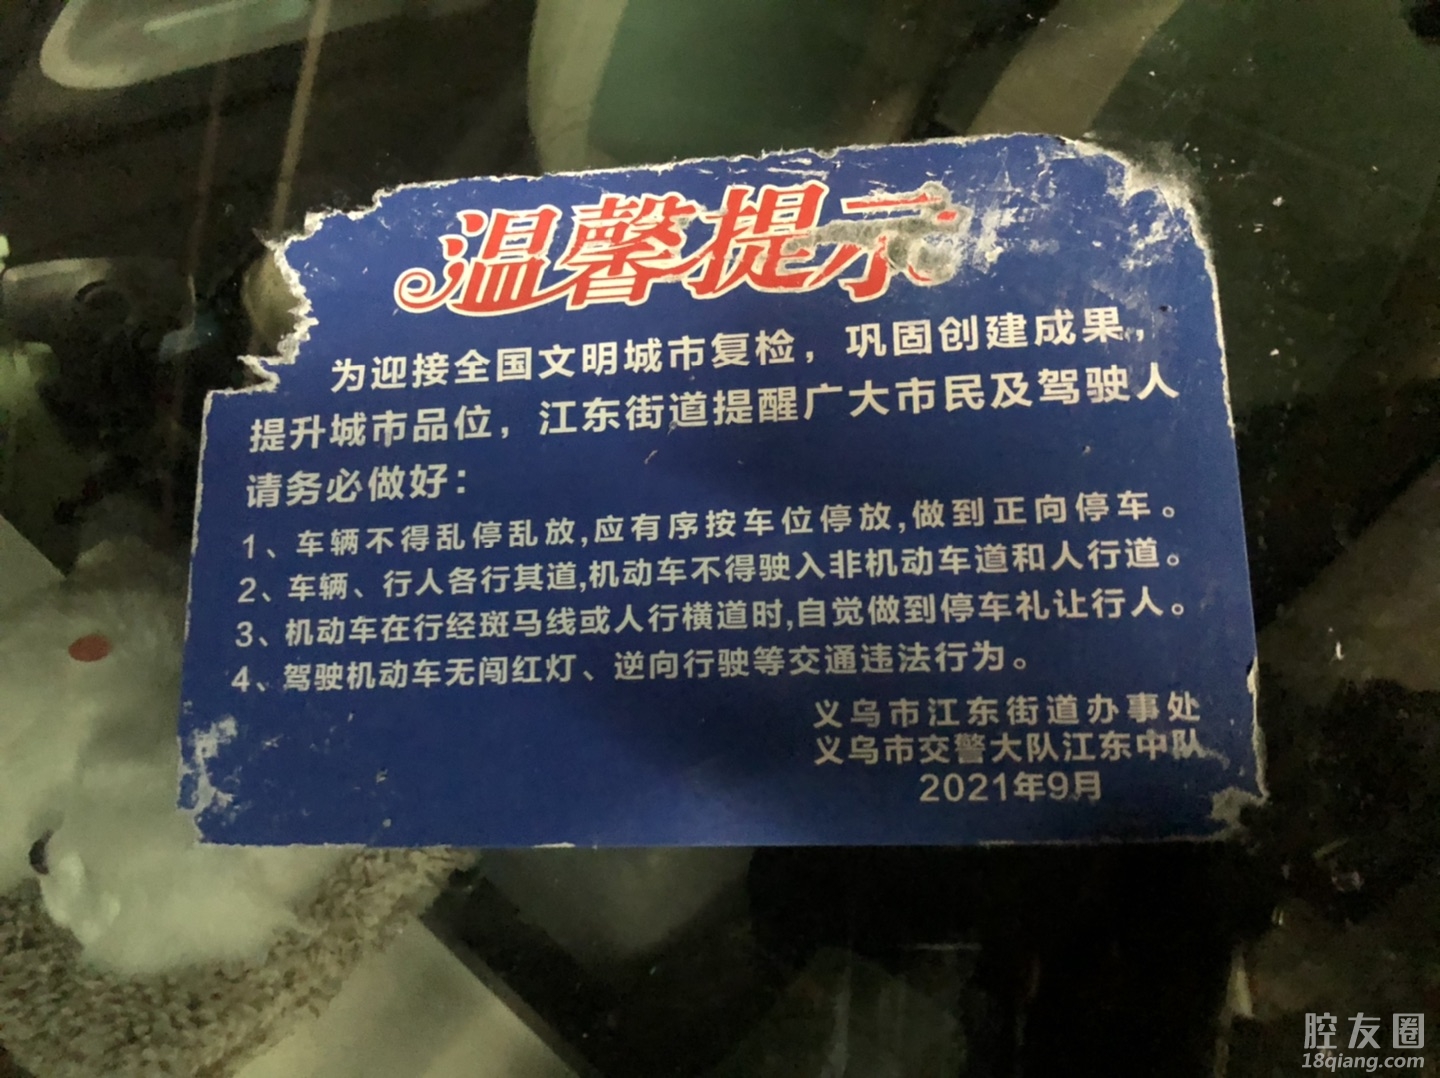 温馨提示
为迎接全国文明城市复检，巩固创建成果，
提升城市品位，江东街道提醒广大市民及驾驶人
请务必做好：
1、车辆不得乱停乱放,应有序按车位停放,做到正向停车。
2、车辆、行人各行其道,机动车不得驶入非机动车道和人行道。
3、机动车在行经斑马线或人行横道时,自觉做到停车礼让行人。
4、驾驶机动车无闯红灯、逆向行驶等交通违法行为。
义乌市江东街道办事处
义乌市交警大队江东中队
2021年9月
腔友圈
18qiang.com